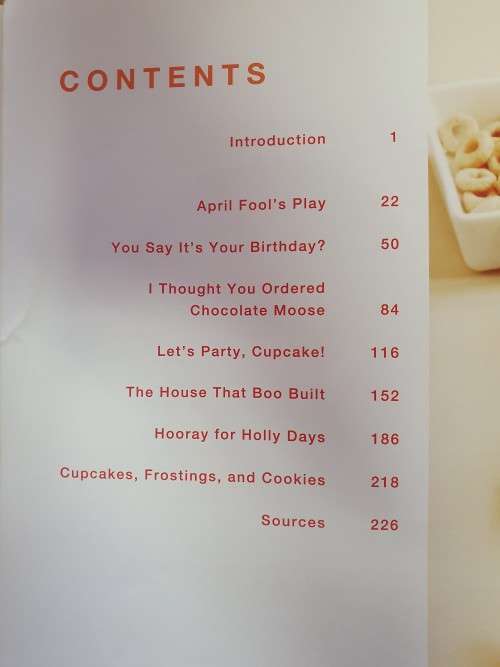 CONTENTS
Introduction 1
April Fool's Play 22
You Say It's Your Birthday? 50
I Thought You Ordered
Chocolate Moose 84
Let's Party, Cupcake! 116
The House That Boo Built 152
Hooray for Holly Days 186
Cupcakes, Frostings, and Cookies 218
Sources 226